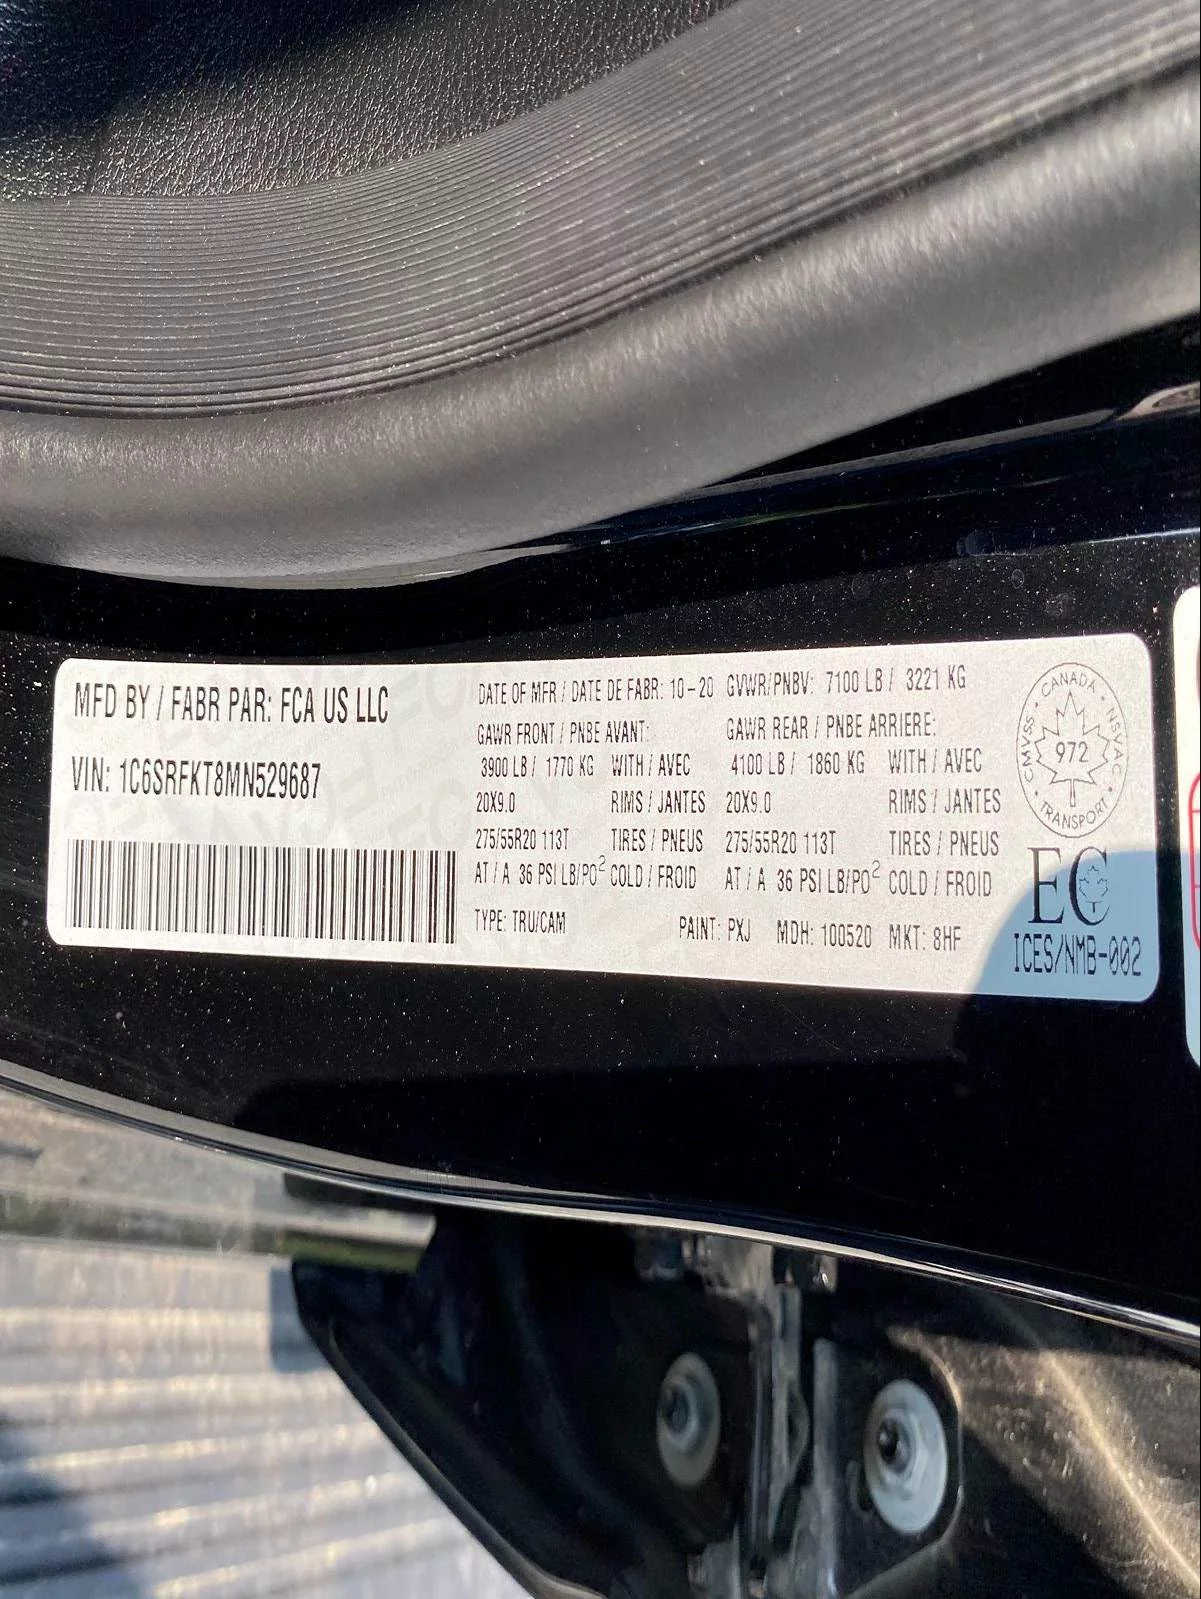 MFD BY / FABR PAR: FCA US LLC
VIN: 1C6SRFKT8MN529687
DATE OF MFR / DATE DE FABR: 10-20 GVWR/PNBV: 7100 LB / 3221 KG
GAWR FRONT / PNBE AVANT: GAWR REAR / PNBE ARRIERE:
3900 LB / 1770 KG WITH / AVEC 4100 LB / 1860 KG WITH / AVEC
20X9.0 RIMS / JANTES 20X9.0 RIMS / JANTES
275/55R20 113T TIRES / PNEUS 275/55R20 113T TIRES / PNEUS
AT / A 36 PSI LB/PO² COLD / FROID AT / A 36 PSI LB/PO² COLD / FROID
TYPE: TRU/CAM PAINT: PXJ MDH: 100520 MKT: 8HF
CANADA
CMVSS NSVAC
972
TRANSPORT
EC
ICES/NMB-002